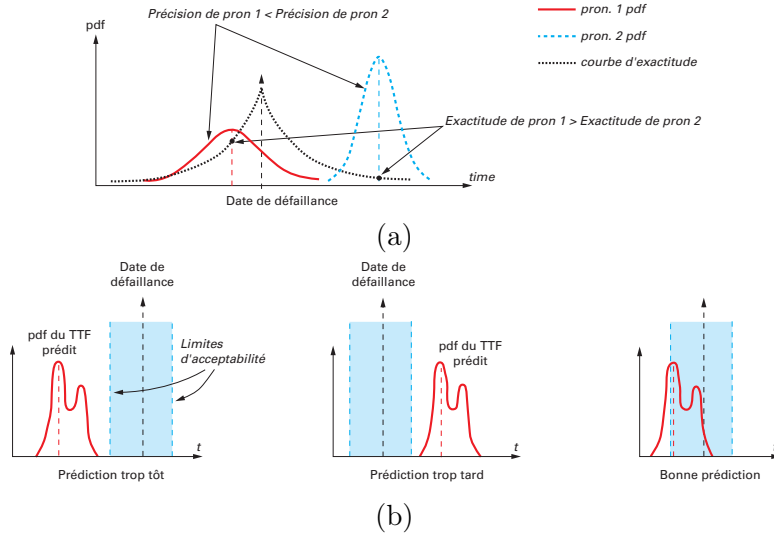 Précision de pron 1 < Précision de pron 2
pdf
pron. 1 pdf
pron. 2 pdf
courbe d'exactitude
Exactitude de pron 1 > Exactitude de pron 2
time
Date de défaillance
(a)
Date de
défaillance
pdf du TTF
prédit
Limites
d'acceptabilité
t
Prédiction trop tôt
Date de
défaillance
pdf du TTF
prédit
t
Prédiction trop tard
Bonne prédiction
(b)